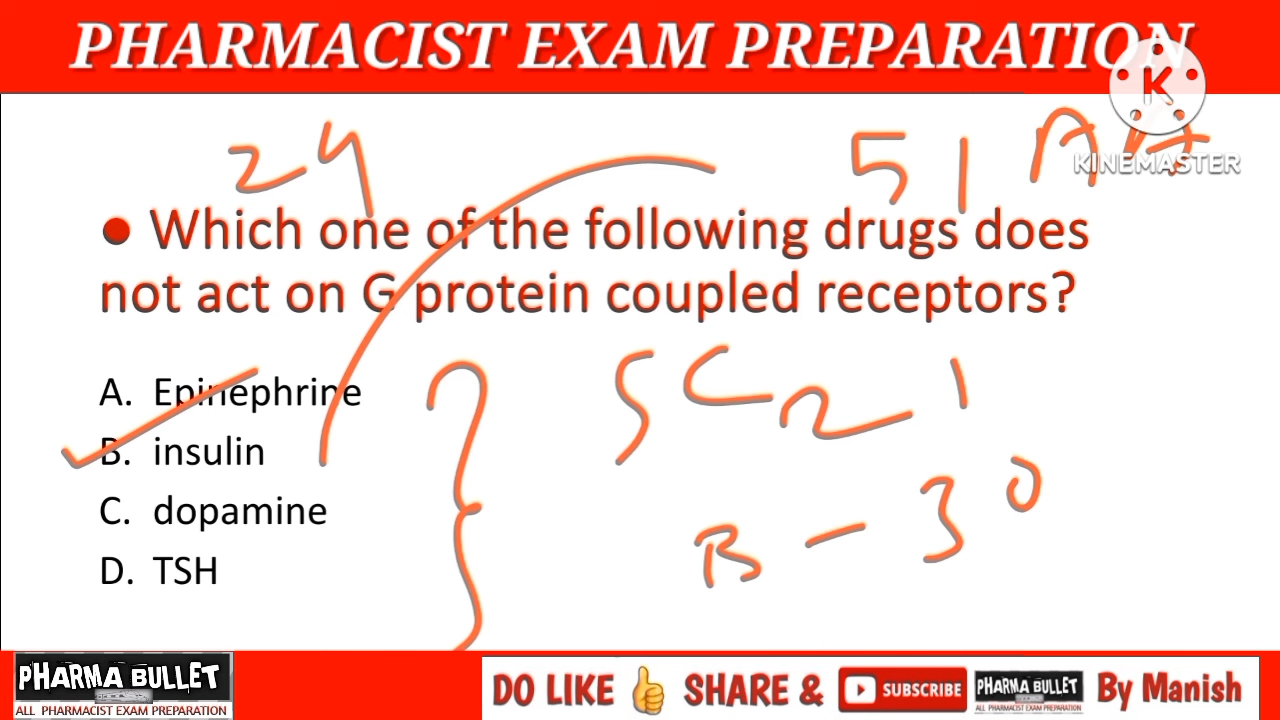 PHARMACIST EXAM PREPARATION
K
KINEMASTER
24
51 AA
● Which one of the following drugs does
not act on G protein coupled receptors?
A. Epinephrine
B. insulin
C. dopamine
D. TSH
21
B - 30
PHARMA BULLET
ALL PHARMACIST EXAM PREPARATION
DO LIKE SHARE & SUBSCRIBE PHARMA BULLET By Manish
ALL PHARMACIST EXAM PREPARATION